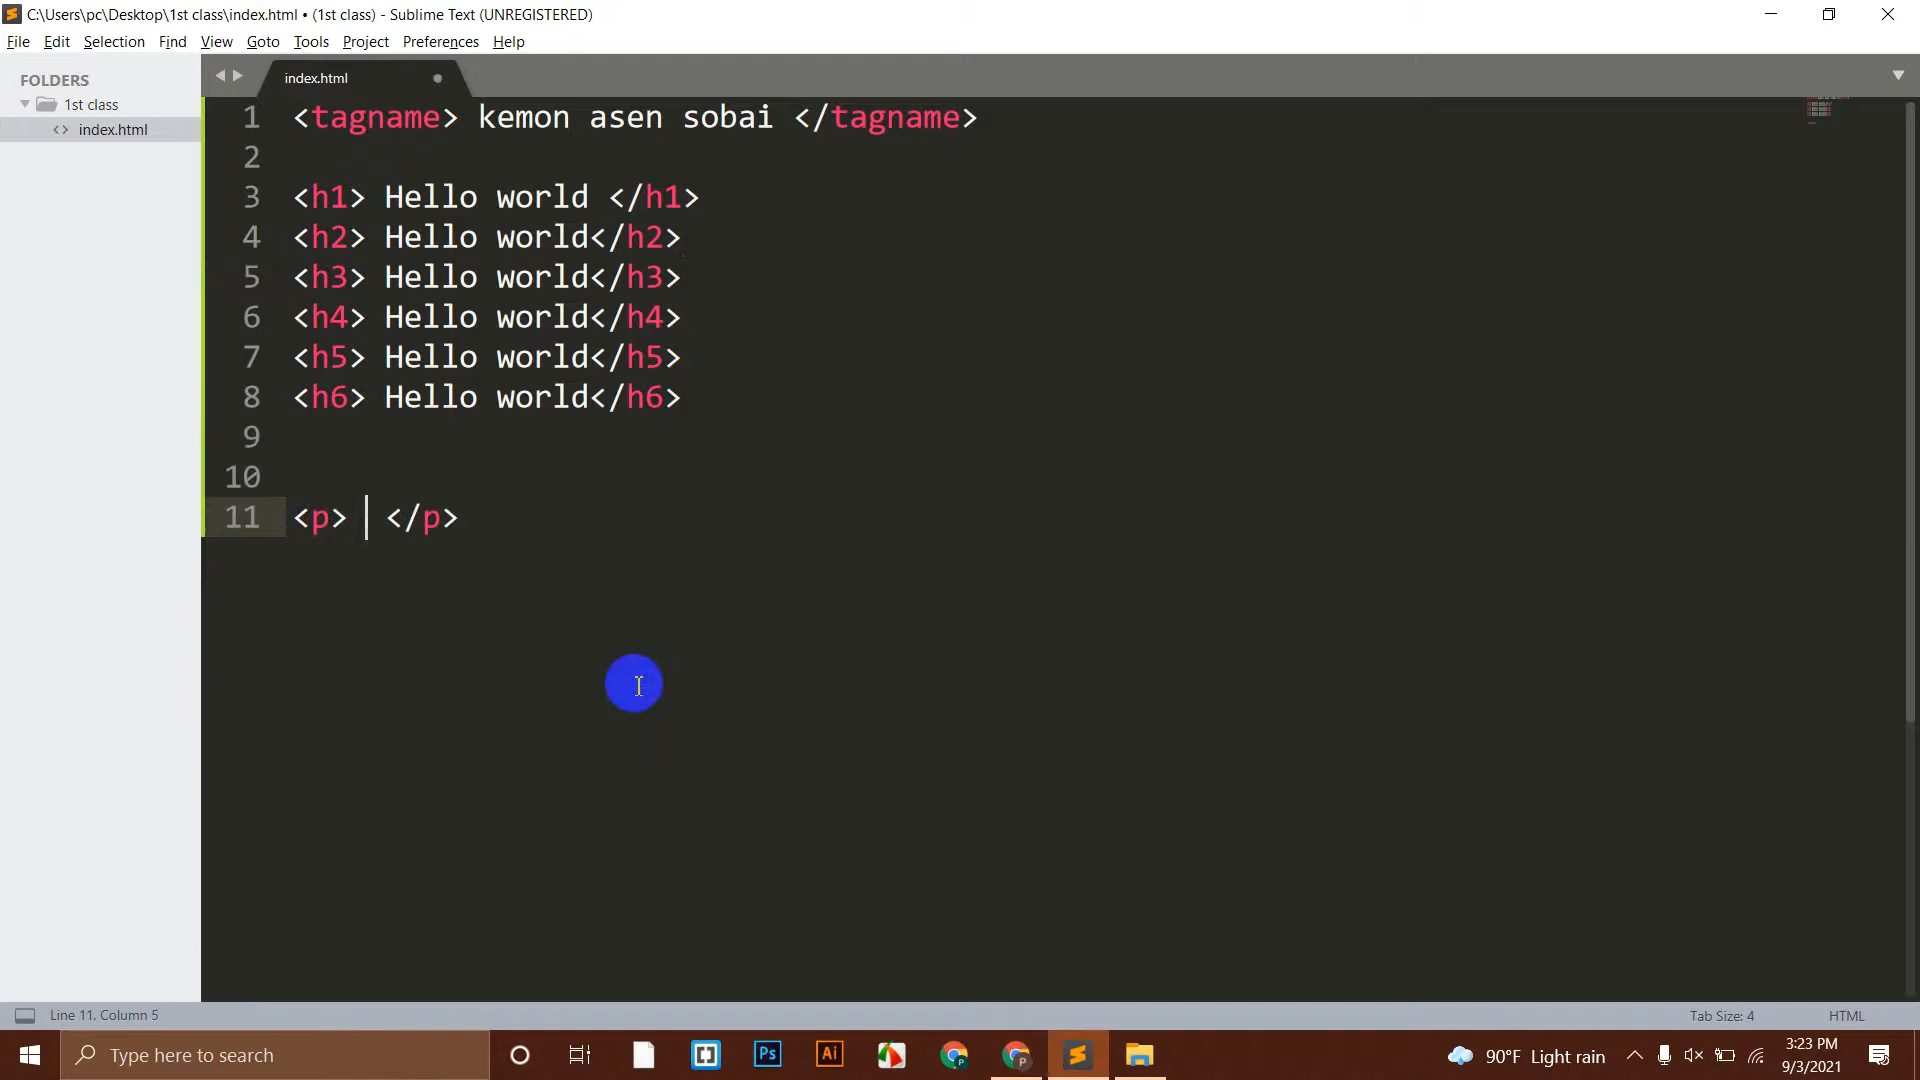 C:\Users\pc\Desktop\1st class\index.html • (1st class) - Sublime Text (UNREGISTERED)
File Edit Selection Find View Goto Tools Project Preferences Help
FOLDERS
1st class
index.html
index.html
1 <tagname> kemon asen sobai </tagname>
2
3 <h1> Hello world </h1>
4 <h2> Hello world</h2>
5 <h3> Hello world</h3>
6 <h4> Hello world</h4>
7 <h5> Hello world</h5>
8 <h6> Hello world</h6>
9
10
11 <p>  </p>
Line 11, Column 5
Tab Size: 4
HTML
Type here to search
Ps
Ai
90°F Light rain
3:23 PM
9/3/2021